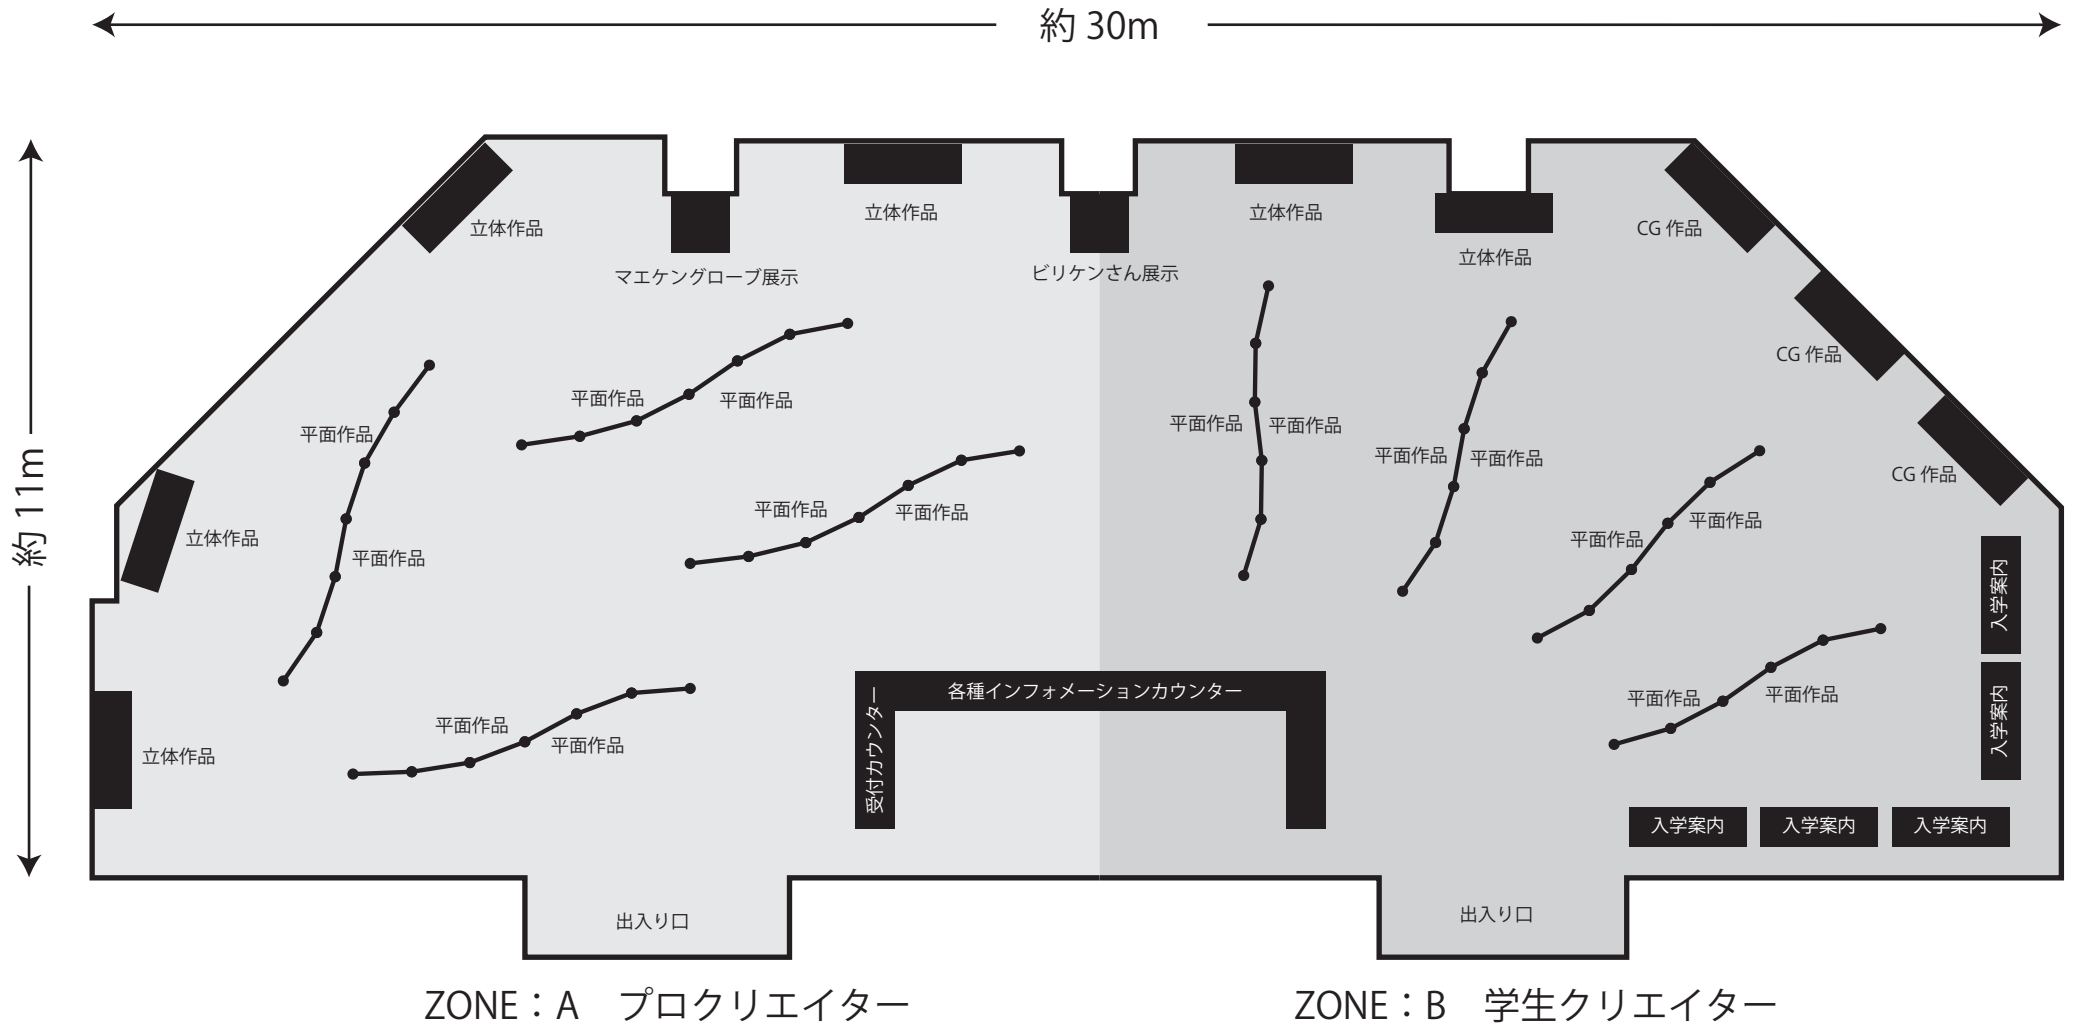 約 30m
約 11m
立体作品
立体作品
立体作品
CG 作品
マエケングローブ展示
ビリケンさん展示
立体作品
CG 作品
平面作品
平面作品
平面作品
平面作品
平面作品
平面作品
平面作品
CG 作品
平面作品
平面作品
平面作品
平面作品
平面作品
立体作品
平面作品
入学案内
平面作品
平面作品
平面作品
平面作品
平面作品
立体作品
各種インフォメーションカウンター
受付カウンター
入学案内
入学案内
入学案内
入学案内
出入り口
出入り口
ZONE：A　プロクリエイター
ZONE：B　学生クリエイター